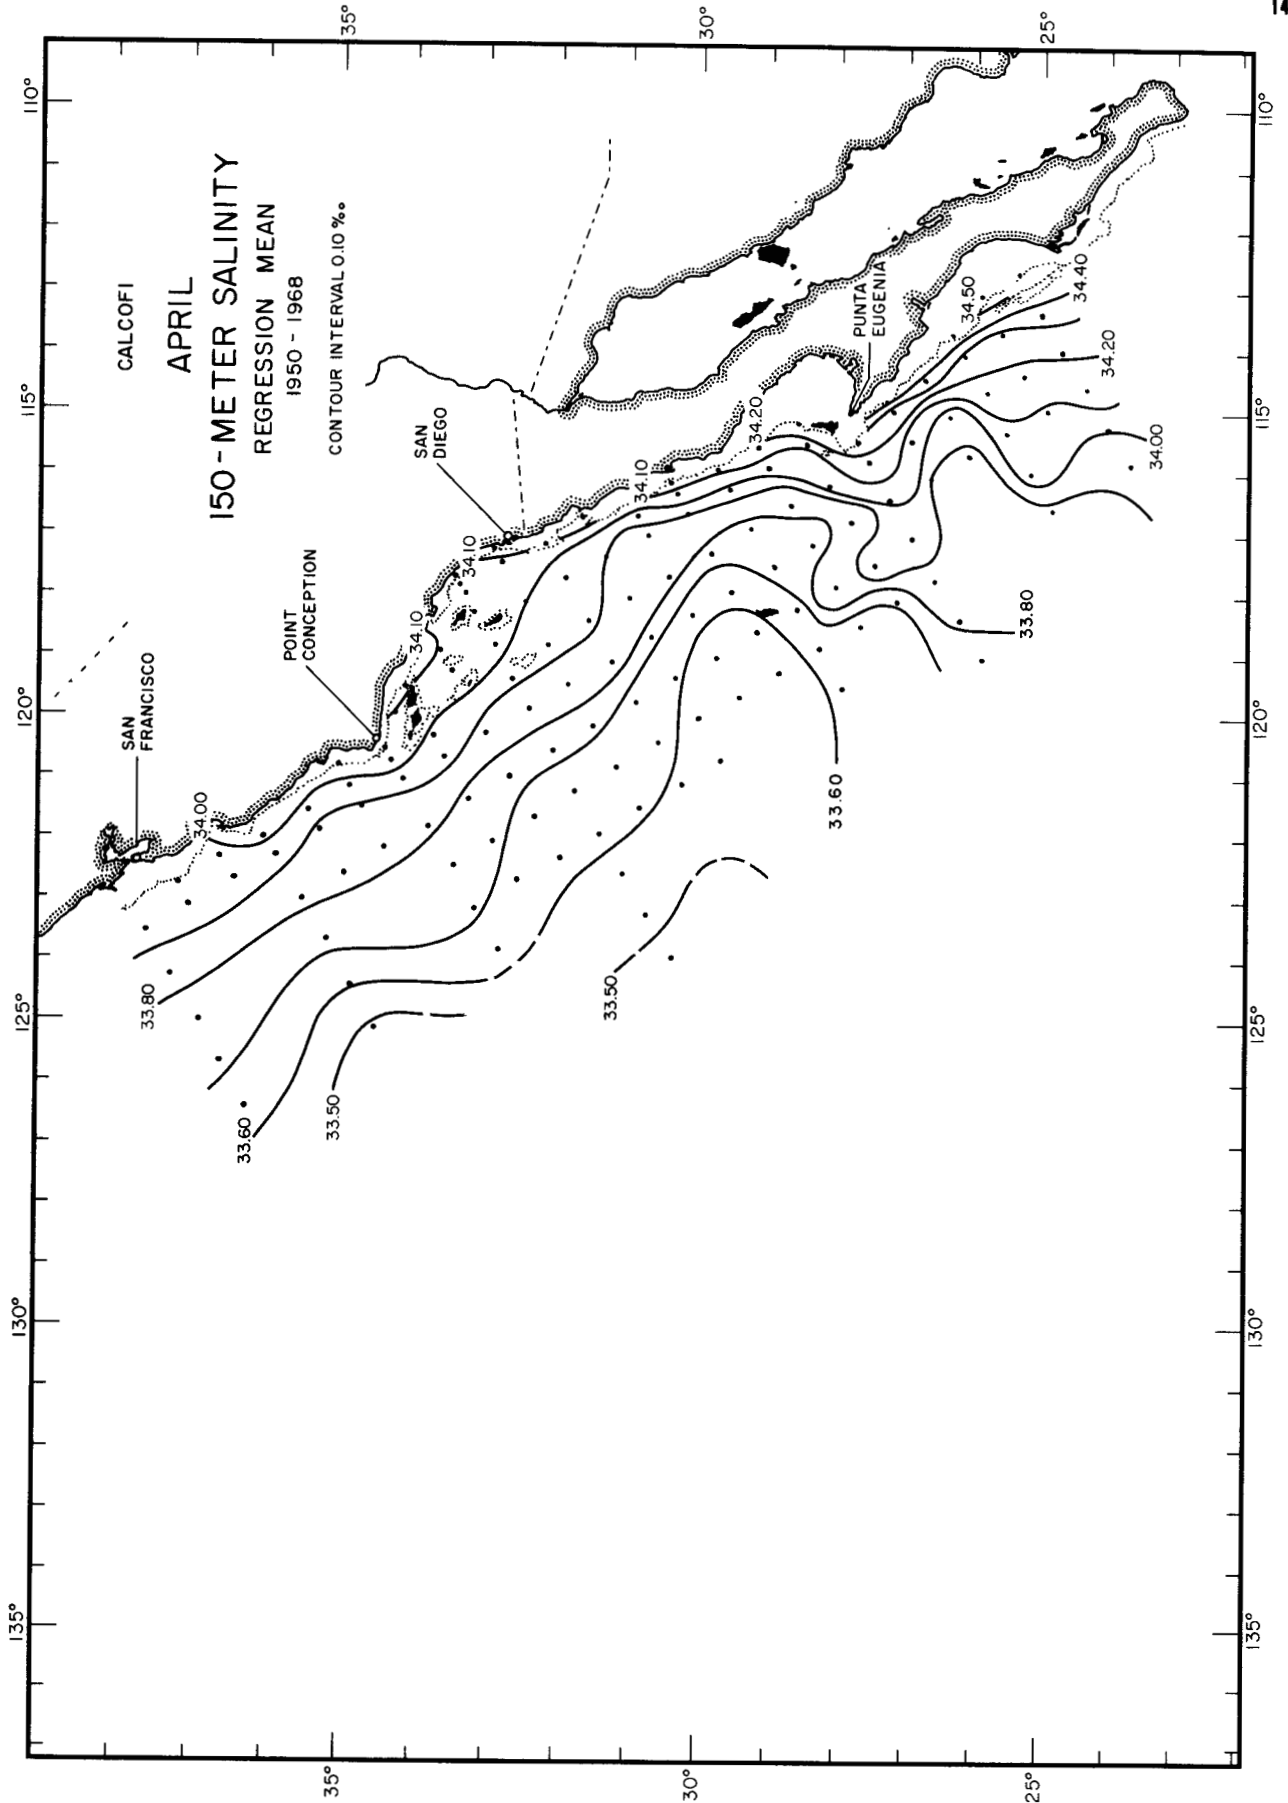 CALCOFI
APRIL
150-METER SALINITY
REGRESSION MEAN
1950-1968
CONTOUR INTERVAL 0.10 ‰
SAN
FRANCISCO
POINT
CONCEPTION
SAN
DIEGO
PUNTA
EUGENIA
34.00
34.10
34.10
34.10
34.20
34.50
34.40
34.20
34.00
33.80
33.60
33.50
33.80
33.60
33.50
135°
130°
125°
120°
115°
110°
35°
30°
25°
135°
130°
125°
120°
115°
110°
35°
30°
25°
14